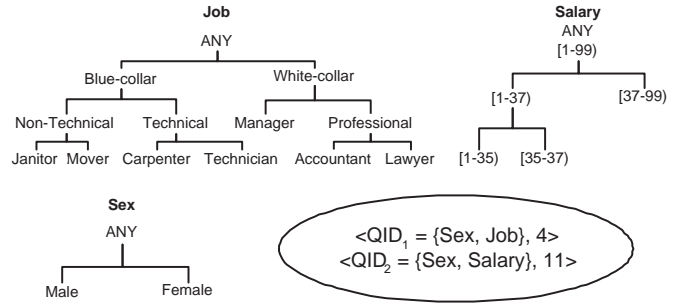 Job
ANY
Blue-collar White-collar
Non-Technical Technical Manager Professional
Janitor Mover Carpenter Technician Accountant Lawyer
Salary
ANY
[1-99)
[1-37) [37-99)
[1-35) [35-37)
Sex
ANY
Male Female
<QID1 = {Sex, Job}, 4>
<QID2 = {Sex, Salary}, 11>